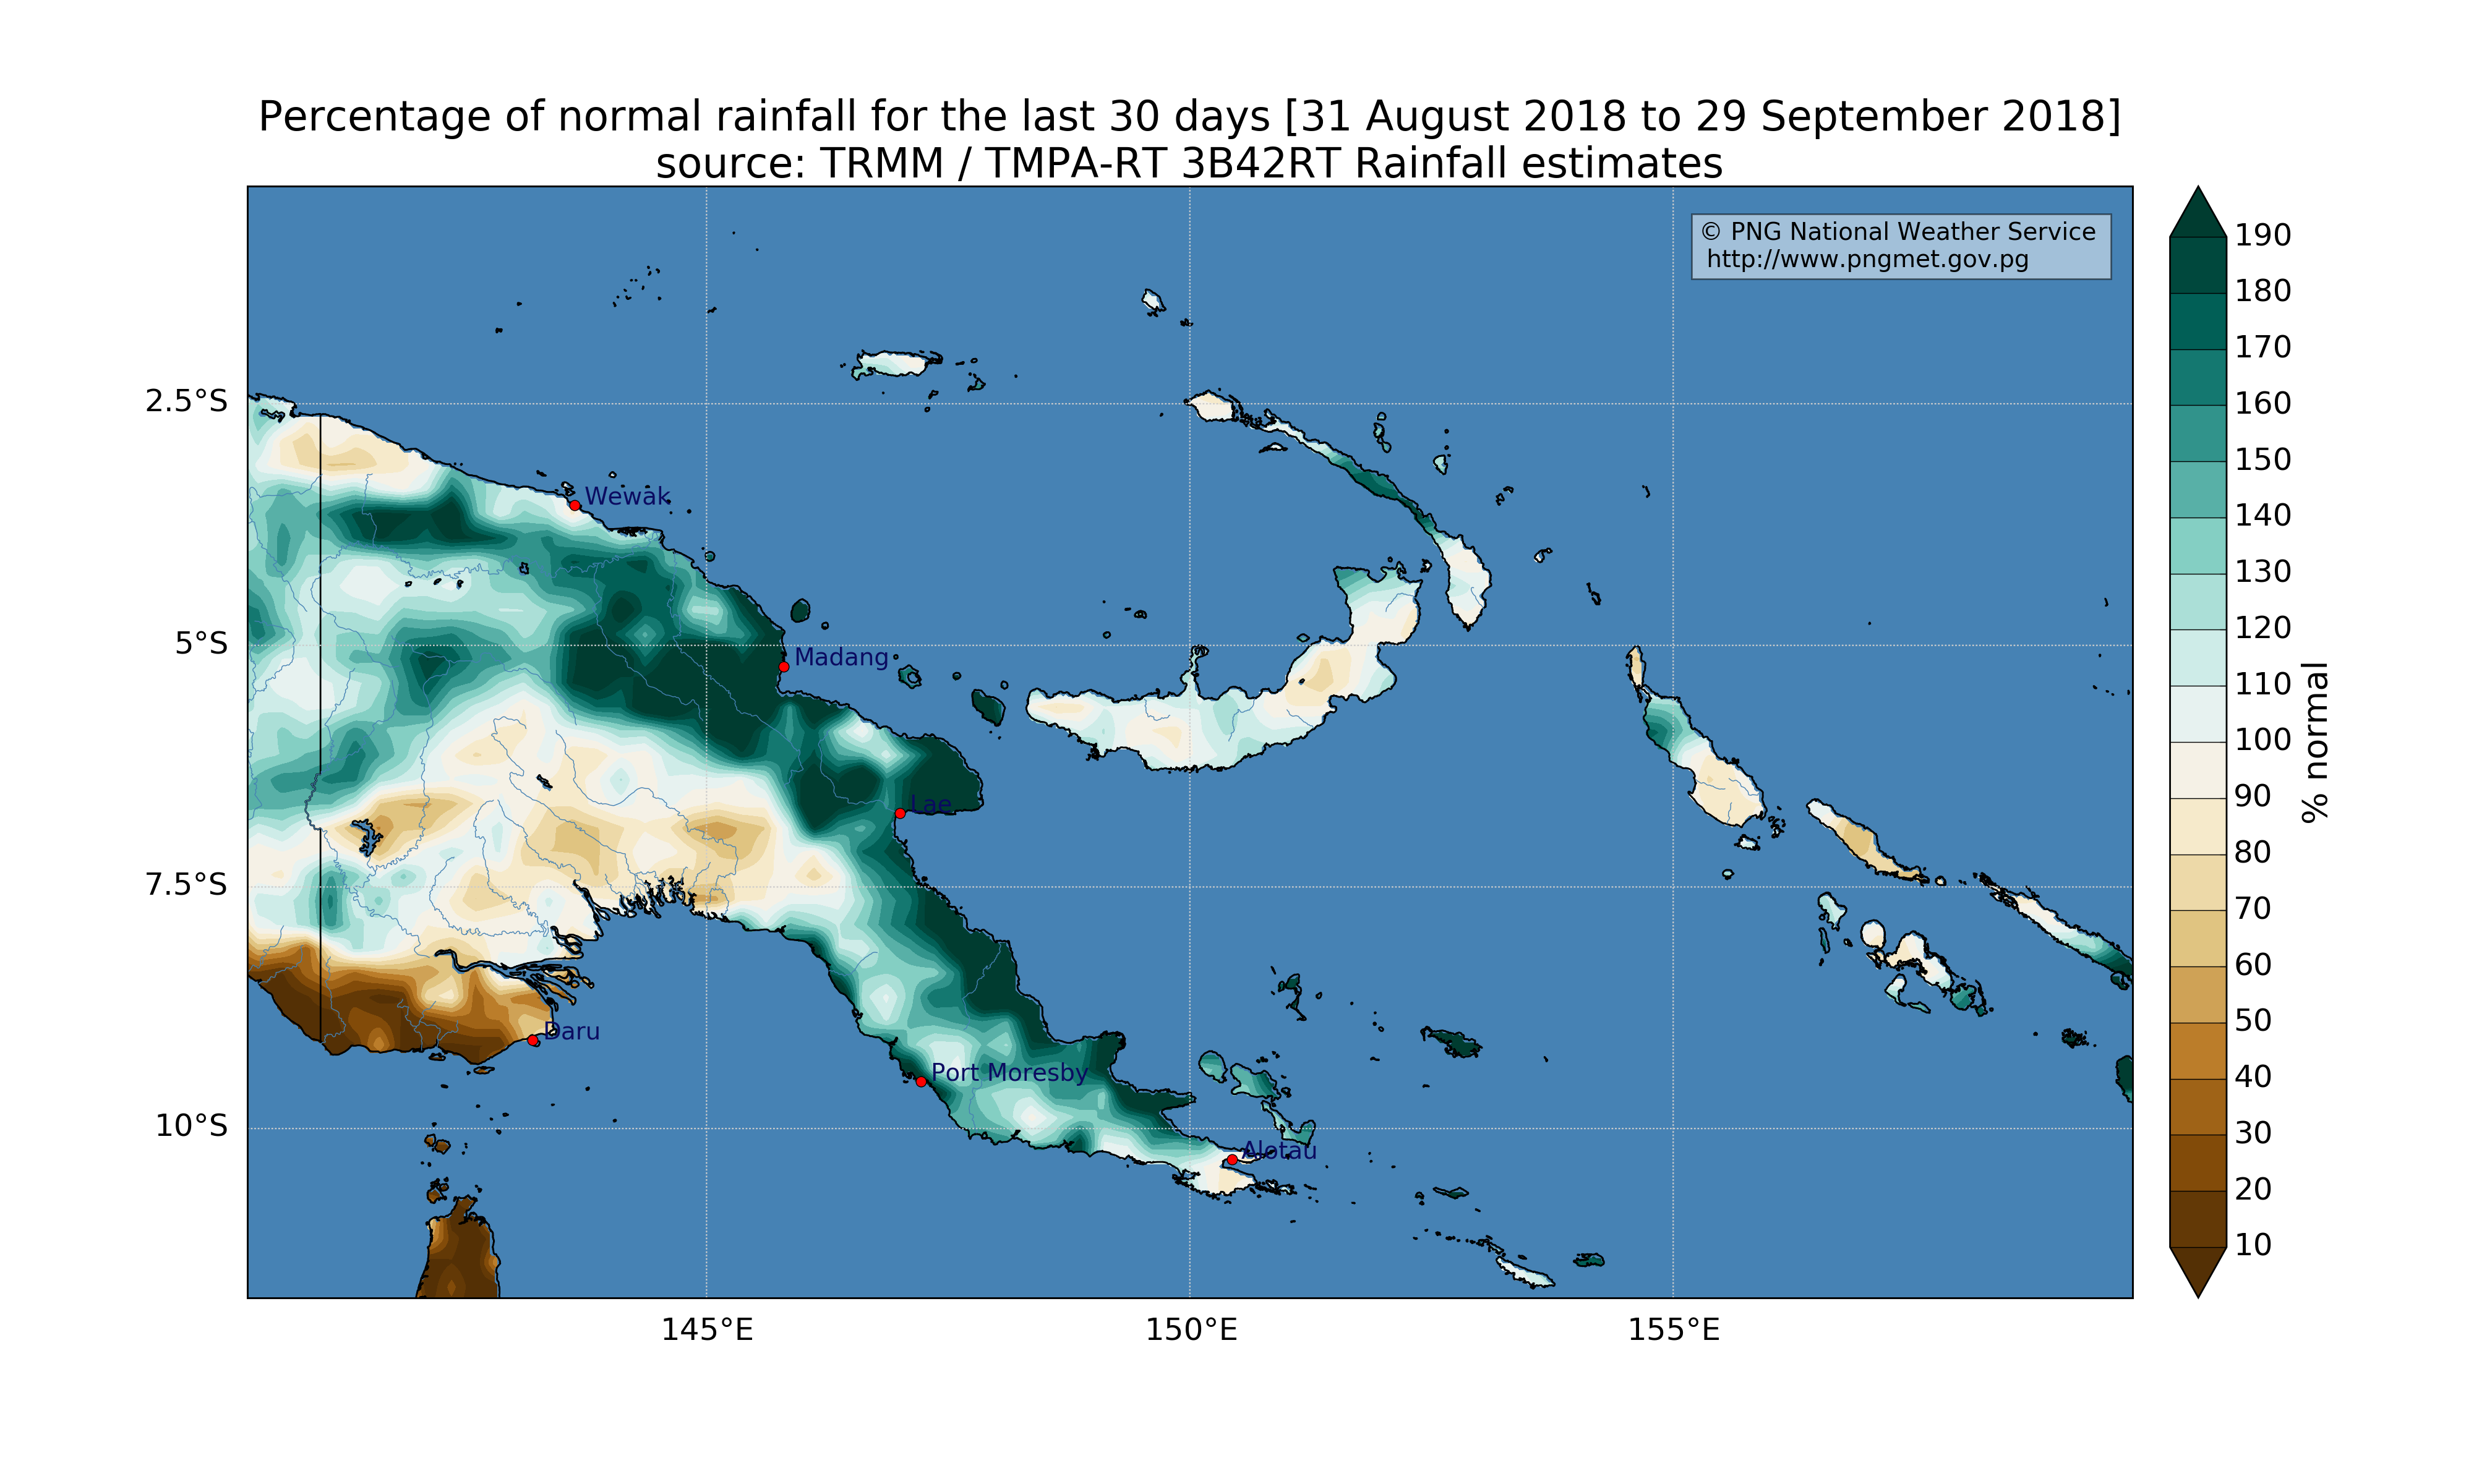 Percentage of normal rainfall for the last 30 days [31 August 2018 to 29 September 2018]
source: TRMM / TMPA-RT 3B42RT Rainfall estimates
© PNG National Weather Service
http://www.pngmet.gov.pg
2.5°S
5°S
7.5°S
10°S
Wewak
Madang
Lae
Daru
Port Moresby
Alotau
145°E
150°E
155°E
190
180
170
160
150
140
130
120
110
100
90
80
70
60
50
40
30
20
10
% normal